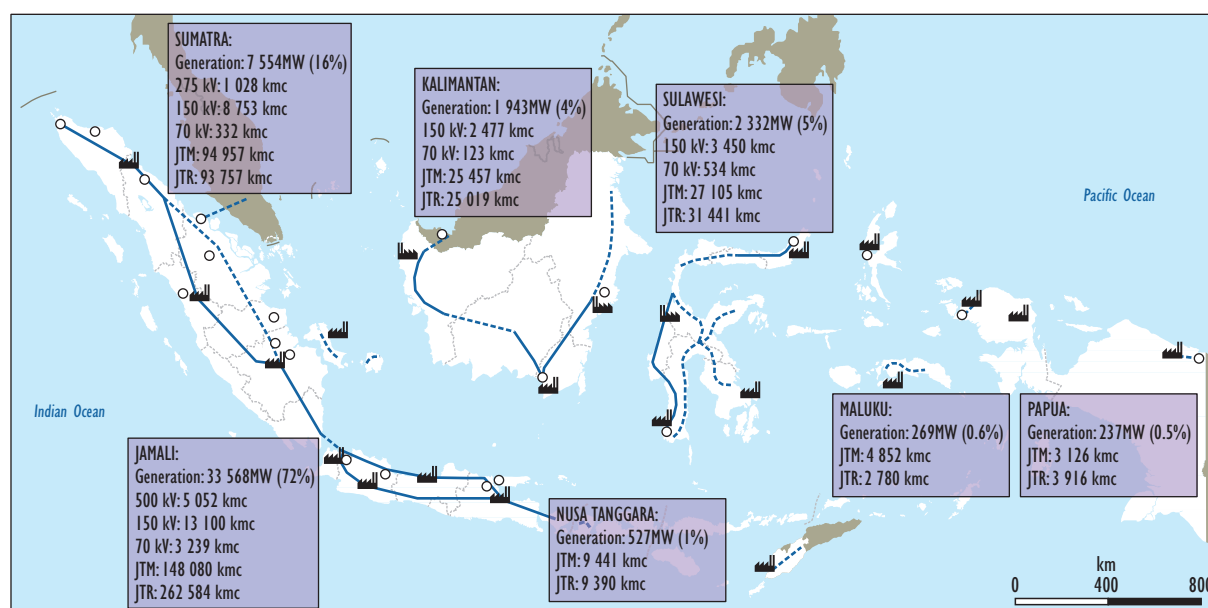 SUMATRA:
Generation: 7 554MW (16%)
275 kV: 1 028 kmc
150 kV: 8 753 kmc
70 kV: 332 kmc
JTM: 94 957 kmc
JTR: 93 757 kmc
KALIMANTAN:
Generation: 1 943MW (4%)
150 kV: 2 477 kmc
70 kV: 123 kmc
JTM: 25 457 kmc
JTR: 25 019 kmc
SULAWESI:
Generation: 2 332MW (5%)
150 kV: 3 450 kmc
70 kV: 534 kmc
JTM: 27 105 kmc
JTR: 31 441 kmc
Pacific Ocean
Indian Ocean
JAMALI:
Generation: 33 568MW (72%)
500 kV: 5 052 kmc
150 kV: 13 100 kmc
70 kV: 3 239 kmc
JTM: 148 080 kmc
JTR: 262 584 kmc
NUSA TANGGARA:
Generation: 527MW (1%)
JTM: 9 441 kmc
JTR: 9 390 kmc
MALUKU:
Generation: 269MW (0.6%)
JTM: 4 852 kmc
JTR: 2 780 kmc
PAPUA:
Generation: 237MW (0.5%)
JTM: 3 126 kmc
JTR: 3 916 kmc
km
0 400 800